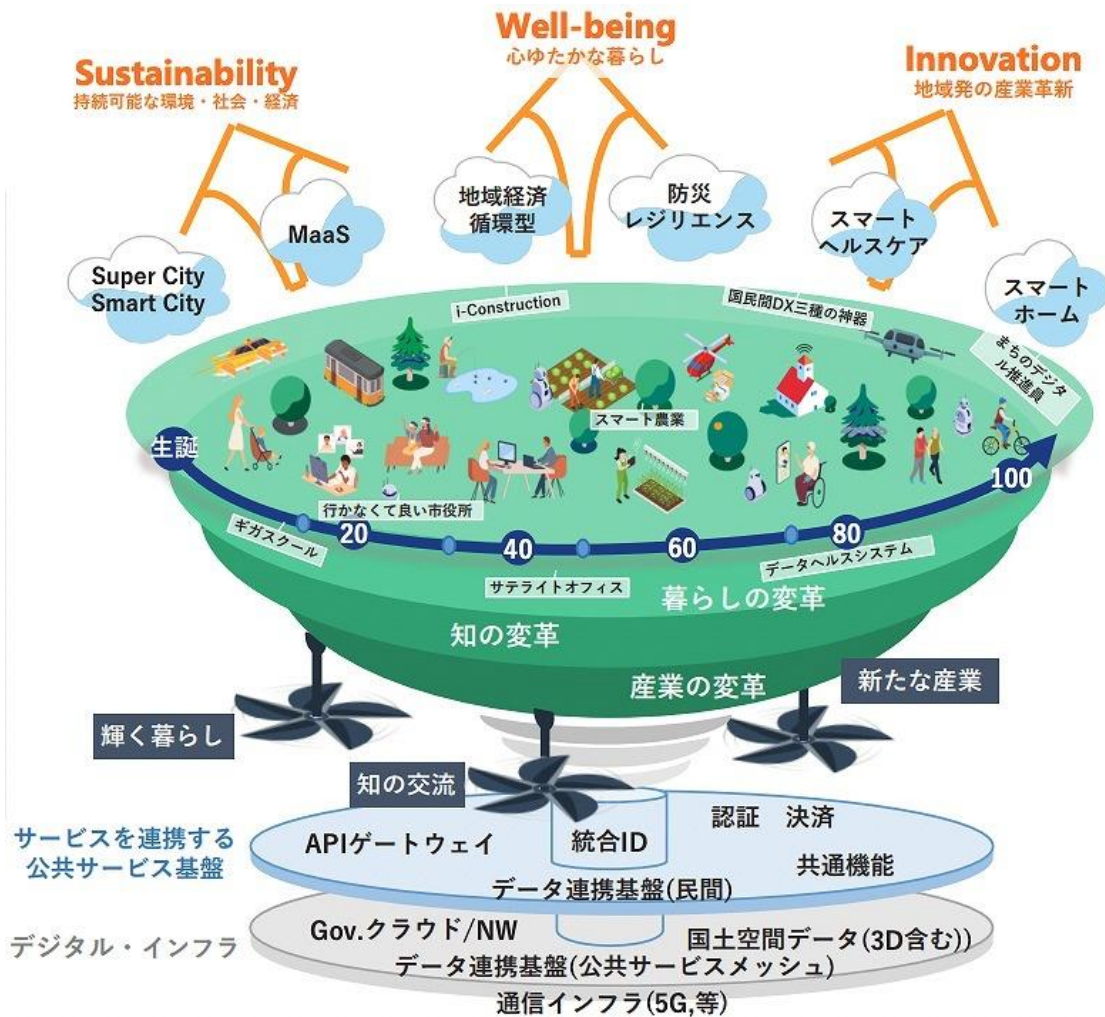 Well-being
心ゆたかな暮らし
Sustainability
持続可能な環境・社会・経済
Innovation
地域発の産業革新
Super City
Smart City
MaaS
地域経済
循環型
防災
レジリエンス
スマート
ヘルスケア
スマート
ホーム
i-Construction
国民間DX三種の神器
まちのデジタル推進員
スマート農業
生誕
行かなくて良い市役所
ギガスクール
20
40
60
80
100
サテライトオフィス
データヘルスシステム
暮らしの変革
知の変革
産業の変革
新たな産業
輝く暮らし
知の交流
サービスを連携する
公共サービス基盤
APIゲートウェイ
統合ID
認証 決済
共通機能
データ連携基盤(民間)
デジタル・インフラ
Gov.クラウド/NW
国土空間データ(3D含む))
データ連携基盤(公共サービスメッシュ)
通信インフラ(5G,等)